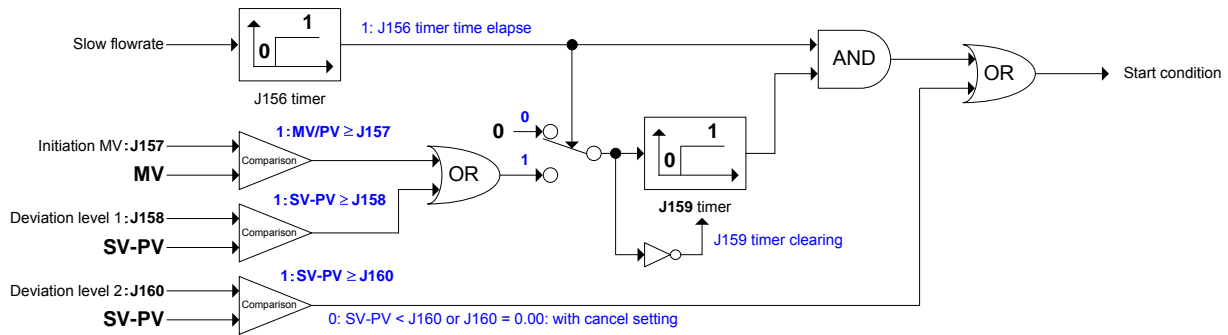 Slow flowrate
0
1
1: J156 timer time elapse
J156 timer
AND
OR
Start condition
Initiation MV:J157
MV
Comparison
1:MV/PV ≥ J157
OR
0
0
1
0
1
J159 timer
J159 timer clearing
Deviation level 1:J158
SV-PV
Comparison
1:SV-PV ≥ J158
Deviation level 2:J160
SV-PV
Comparison
1:SV-PV ≥ J160
0: SV-PV < J160 or J160 = 0.00: with cancel setting